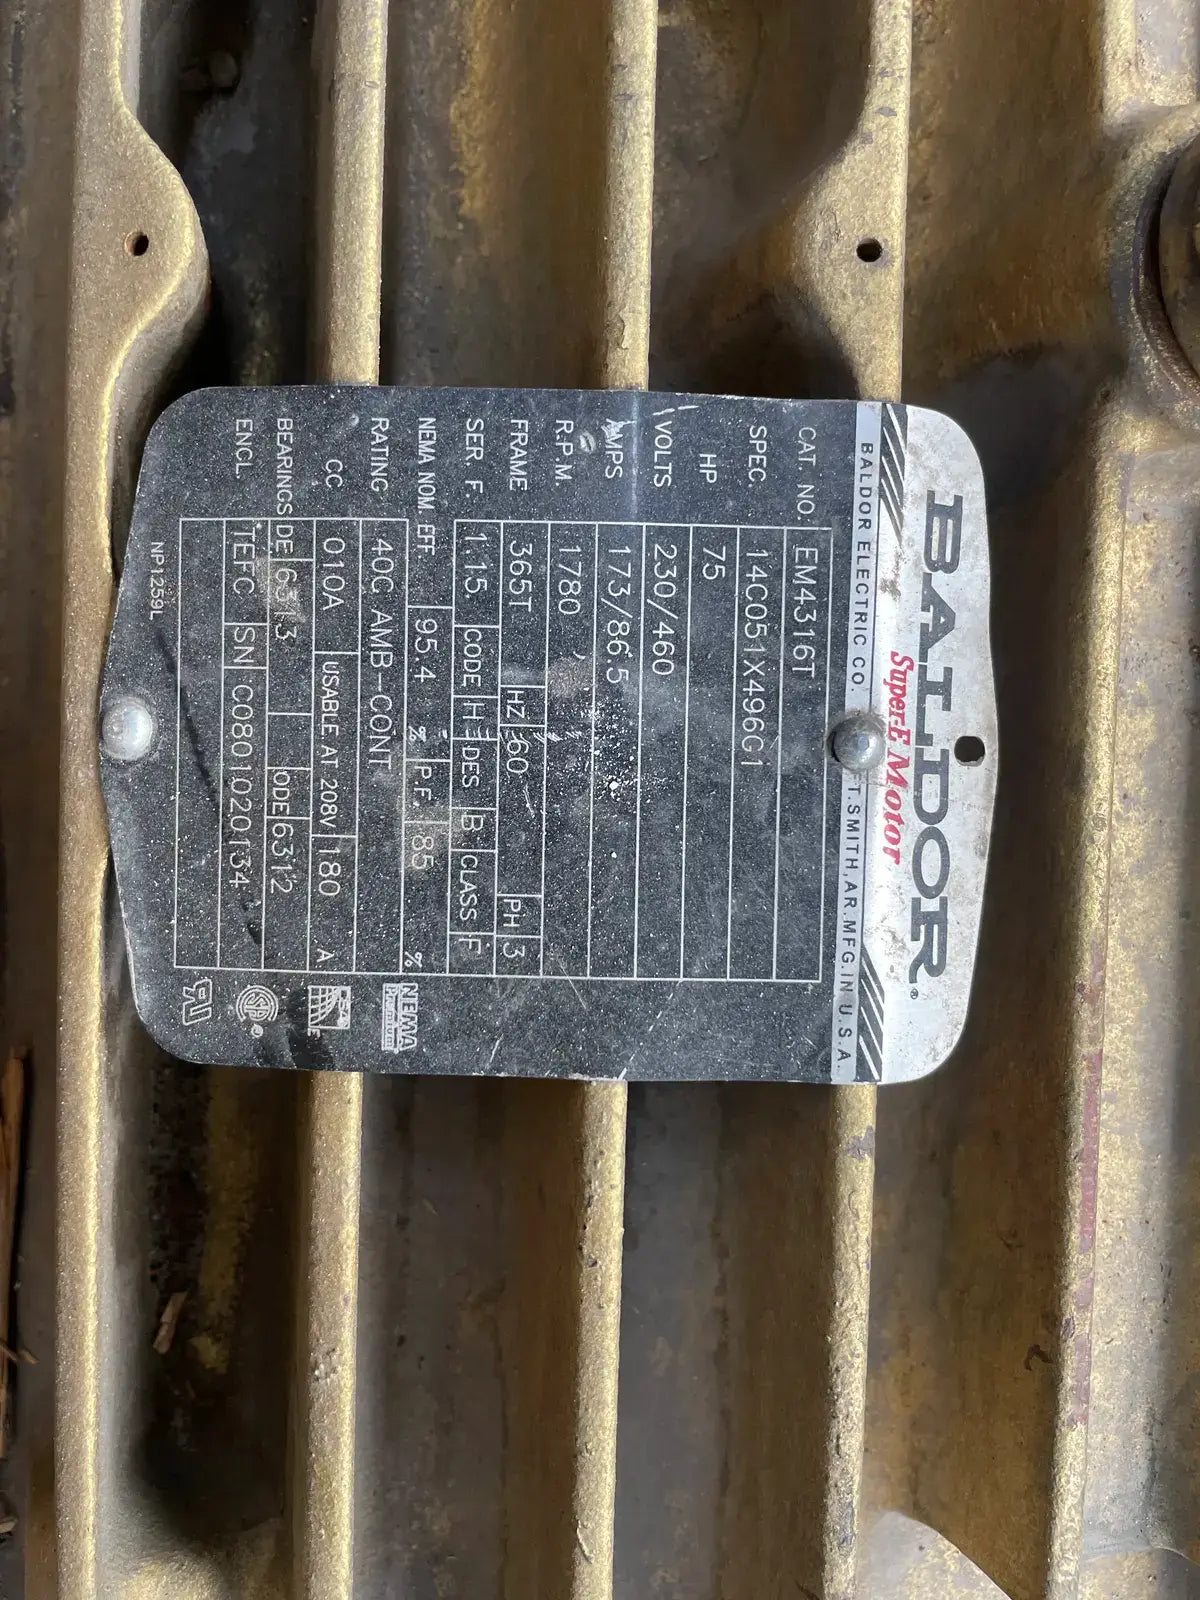 BALDOR®
Super-E Motor
BALDOR ELECTRIC CO. T.SMITH,AR.MFG.IN U.S.A.
CAT. NO. EM4316T
SPEC. 14C051X496G1
HP 75
VOLTS 230/460
AMPS 173/86.5
R.P.M. 1780
FRAME 365T HZ 60 PH 3
SER. F. 1.15 CODE H DES B CLASS F
NEMA NOM. EFF. 95.4 % P.F. 85 %
RATING 40C AMB-CONT
CC 010A USABLE AT 208V 180 A
BEARINGS DE 6313 ODE 6312
ENCL TEFC SN C0801020134
NP1259L
NEMA
Premium